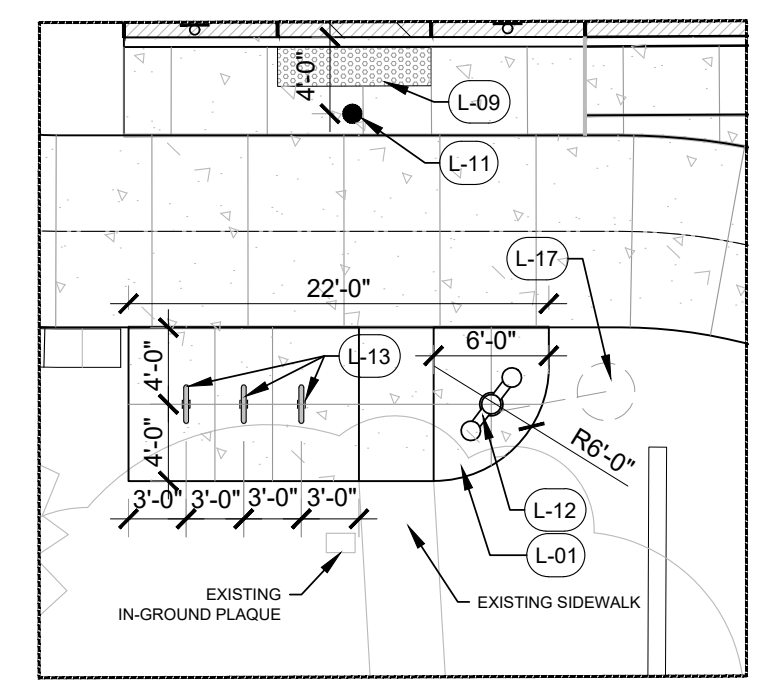 4'-0"
L-09
L-11
L-17
22'-0"
6'-0"
L-13
4'-0"
4'-0"
R6'-0"
3'-0" 3'-0" 3'-0" 3'-0"
L-12
L-01
EXISTING
IN-GROUND PLAQUE
EXISTING SIDEWALK